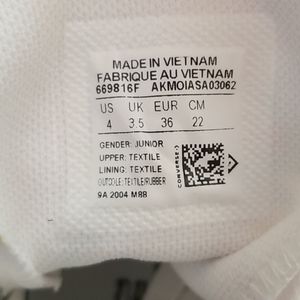 MADE IN VIETNAM
FABRIQUE AU VIETNAM
669816F AKMOIASA03062
US UK EUR CM
4 3.5 36 22
GENDER: JUNIOR
UPPER: TEXTILE
LINING: TEXTILE
OUTSOLE: TEXTILE/RUBBER
9A 2004 M8B
CONVERSE